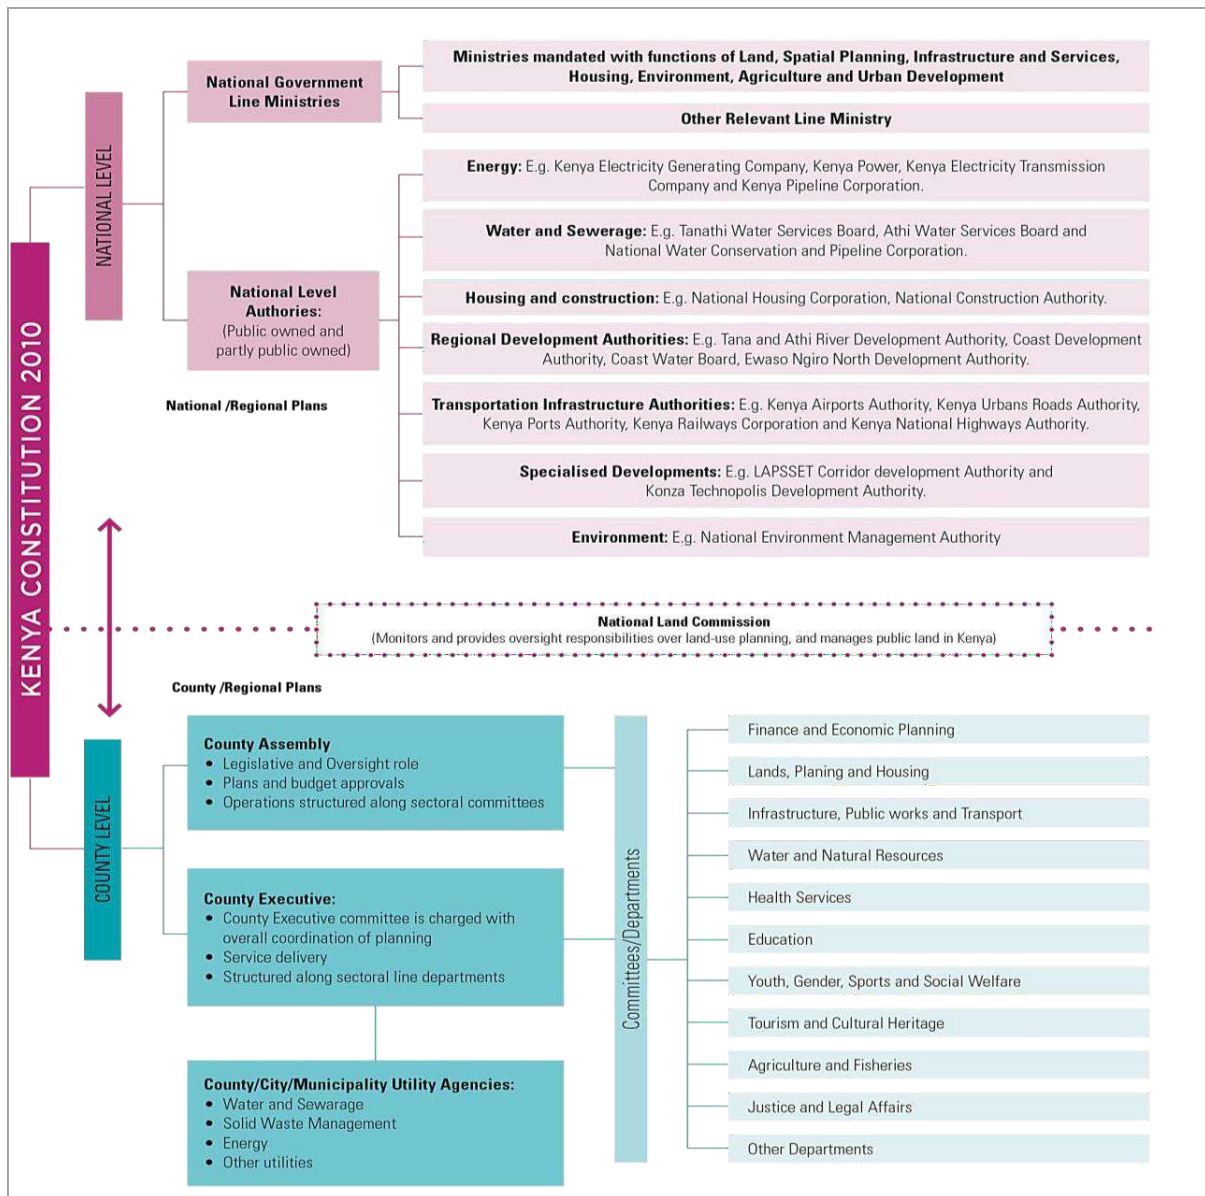 KENYA CONSTITUTION 2010
NATIONAL LEVEL
National Government
Line Ministries
Ministries mandated with functions of Land, Spatial Planning, Infrastructure and Services,
Housing, Environment, Agriculture and Urban Development
Other Relevant Line Ministry
National Level
Authories:
(Public owned and
partly public owned)
Energy: E.g. Kenya Electricity Generating Company, Kenya Power, Kenya Electricity Transmission
Company and Kenya Pipeline Corporation.
Water and Sewerage: E.g. Tanathi Water Services Board, Athi Water Services Board and
National Water Conservation and Pipeline Corporation.
Housing and construction: E.g. National Housing Corporation, National Construction Authority.
Regional Development Authorities: E.g. Tana and Athi River Development Authority, Coast Development
Authority, Coast Water Board, Ewaso Ngiro North Development Authority.
Transportation Infrastructure Authorities: E.g. Kenya Airports Authority, Kenya Urbans Roads Authority,
Kenya Ports Authority, Kenya Railways Corporation and Kenya National Highways Authority.
Specialised Developments: E.g. LAPSSET Corridor development Authority and
Konza Technopolis Development Authority.
Environment: E.g. National Environment Management Authority
National /Regional Plans
National Land Commission
(Monitors and provides oversight responsibilities over land-use planning, and manages public land in Kenya)
County /Regional Plans
COUNTY LEVEL
County Assembly
• Legislative and Oversight role
• Plans and budget approvals
• Operations structured along sectoral committees
County Executive:
• County Executive committee is charged with
overall coordination of planning
• Service delivery
• Structured along sectoral line departments
County/City/Municipality Utility Agencies:
• Water and Sewarage
• Solid Waste Management
• Energy
• Other utilities
Committees/Departments
Finance and Economic Planning
Lands, Planing and Housing
Infrastructure, Public works and Transport
Water and Natural Resources
Health Services
Education
Youth, Gender, Sports and Social Welfare
Tourism and Cultural Heritage
Agriculture and Fisheries
Justice and Legal Affairs
Other Departments